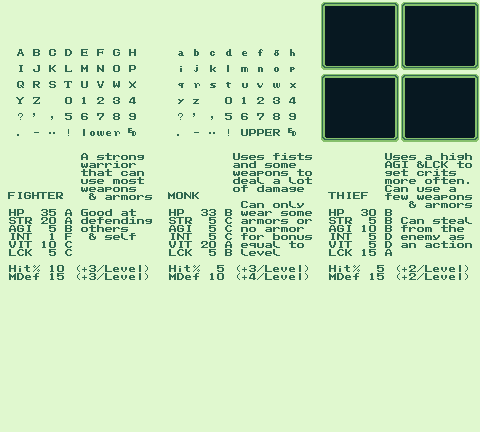 A B C D E F G H
I J K L M N O P
Q R S T U V W X
Y Z 0 1 2 3 4
? ' , 5 6 7 8 9
. - ·· ! lower
a b c d e f g h
i j k l m n o p
q r s t u v w x
y z 0 1 2 3 4
? ' , 5 6 7 8 9
. - ·· ! UPPER
A strong
warrior
that can
use most
weapons
& armors
FIGHTER
HP 35 A Good at
STR 20 A defending
AGI 5 B others
INT 1 F & self
VIT 10 C
LCK 5 C
Hit% 10 (+3/Level)
MDef 15 (+3/Level)
Uses fists
and some
weapons to
deal a Lot
of damage
MONK
Can only
HP 33 B wear some
STR 5 C armors or
AGI 5 C no armor
INT 5 C for bonus
VIT 20 A equal to
LCK 5 B level
Hit% 5 (+3/Level)
MDef 10 (+4/Level)
Uses a high
AGI &LCK to
get crits
more often.
Can use a
few weapons
& armors
THIEF
HP 30 B
STR 5 B Can steal
AGI 10 B from the
INT 5 D enemy as
VIT 5 D an action
LCK 15 A
Hit% 5 (+2/Level)
MDef 15 (+2/Level)